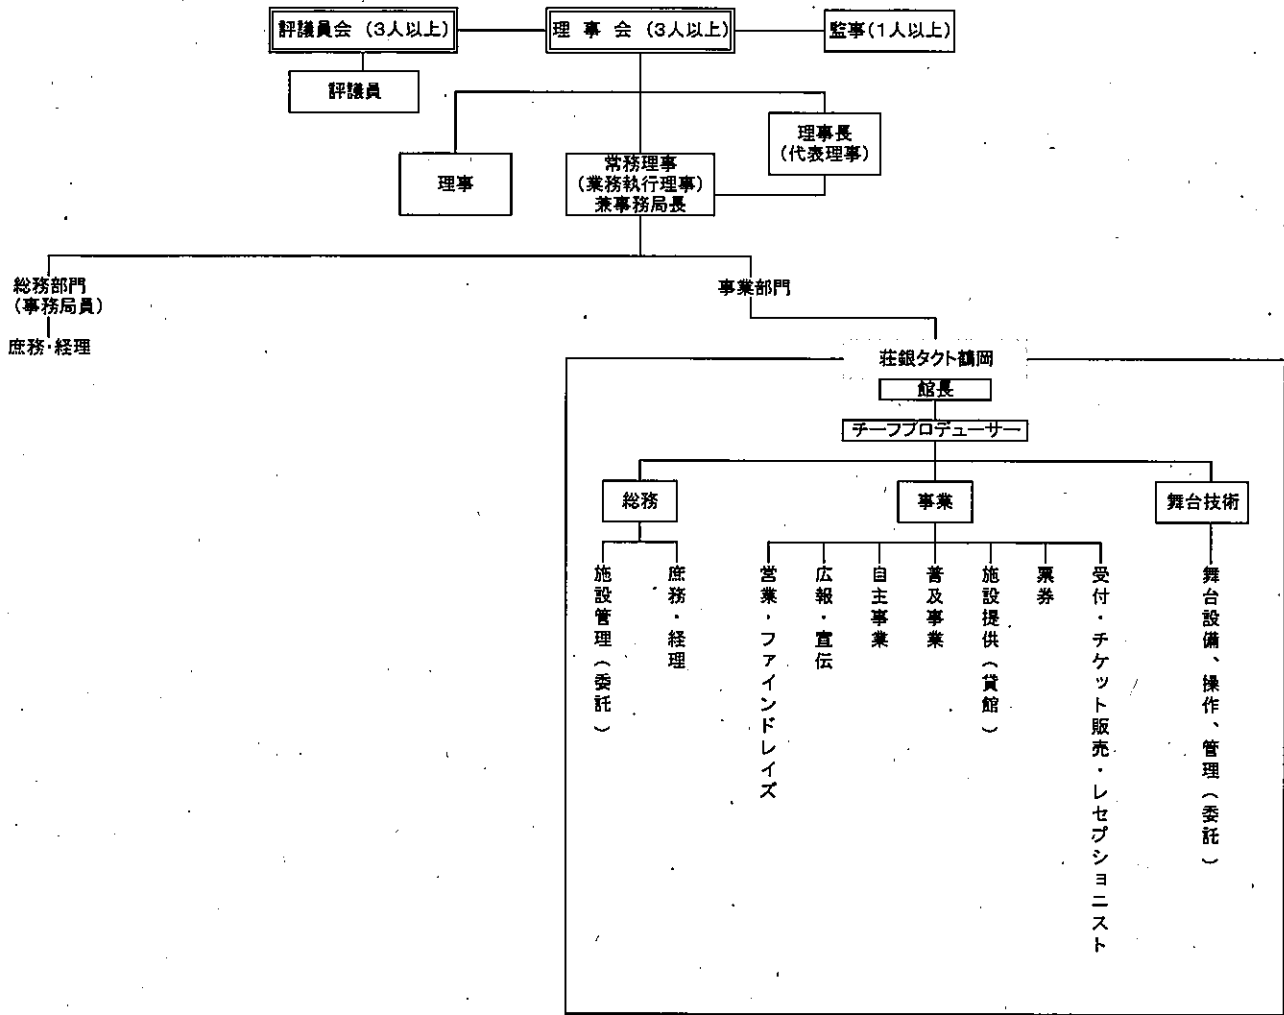 評議員会（3人以上）
理事会（3人以上）
監事(1人以上)
評議員
理事長
（代表理事）
理事
常務理事
（業務執行理事）
兼事務局長
総務部門
（事務局員）
庶務・経理
事業部門
荘銀タクト鶴岡
館長
チーフプロデューサー
総務
事業
舞台技術
施設管理（委託）
庶務・経理
営業・ファインドレイズ
広報・宣伝
自主事業
普及事業
施設提供（貸館）
票券
受付・チケット販売・レセプショニスト
舞台設備、操作、管理（委託）